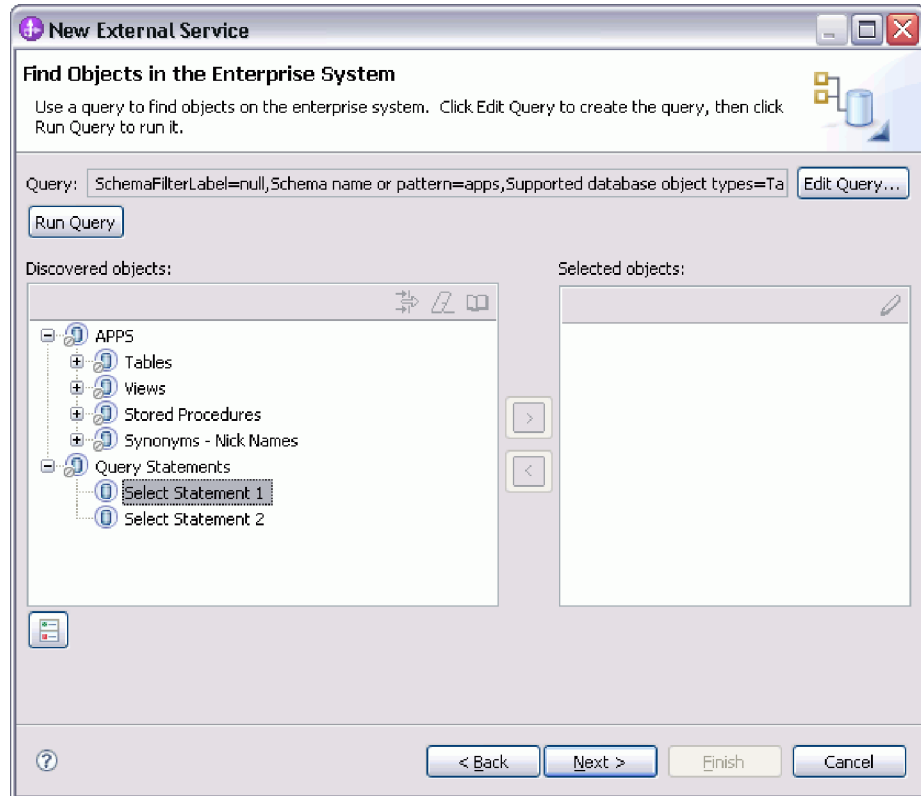 New External Service
Find Objects in the Enterprise System
Use a query to find objects on the enterprise system. Click Edit Query to create the query, then click
Run Query to run it.
Query: SchemaFilterLabel=null,Schema name or pattern=apps,Supported database object types=Ta Edit Query...
Run Query
Discovered objects: Selected objects:
APPS
Tables
Views
Stored Procedures
Synonyms - Nick Names
Query Statements
Select Statement 1
Select Statement 2
> 
<
? < Back Next > Finish Cancel